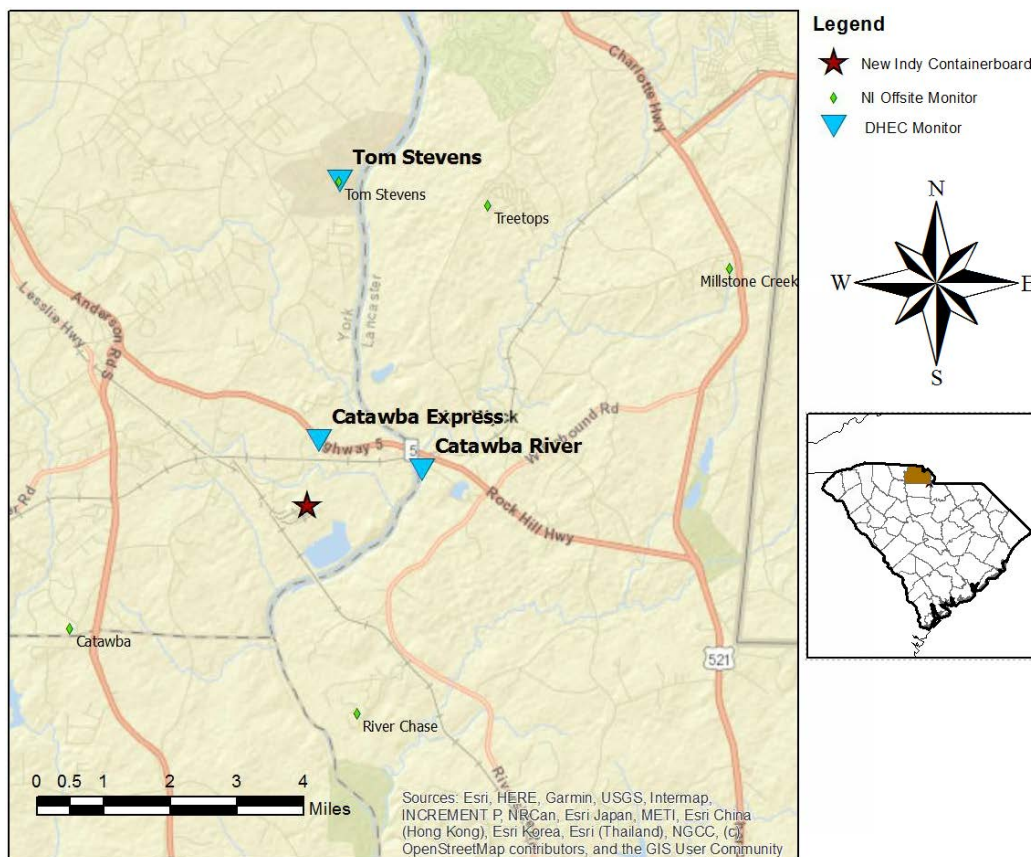 Legend
New Indy Containerboard
NI Offsite Monitor
DHEC Monitor
N
W
E
S
Charlotte Hwy
Tom Stevens
Tom Stevens
Treetops
Millstone Creek
Anderson Rd S
Lesslie Hwy
York
Lancaster
Catawba Express
ighway 5
5
Catawba River
Rock Hill Hwy
521
Catawba
River Chase
0 0.5 1 2 3 4
Miles
Sources: Esri, HERE, Garmin, USGS, Intermap,
INCREMENT P, NRCan, Esri Japan, METI, Esri China
(Hong Kong), Esri Korea, Esri (Thailand), NGCC, (c)
OpenStreetMap contributors, and the GIS User Community